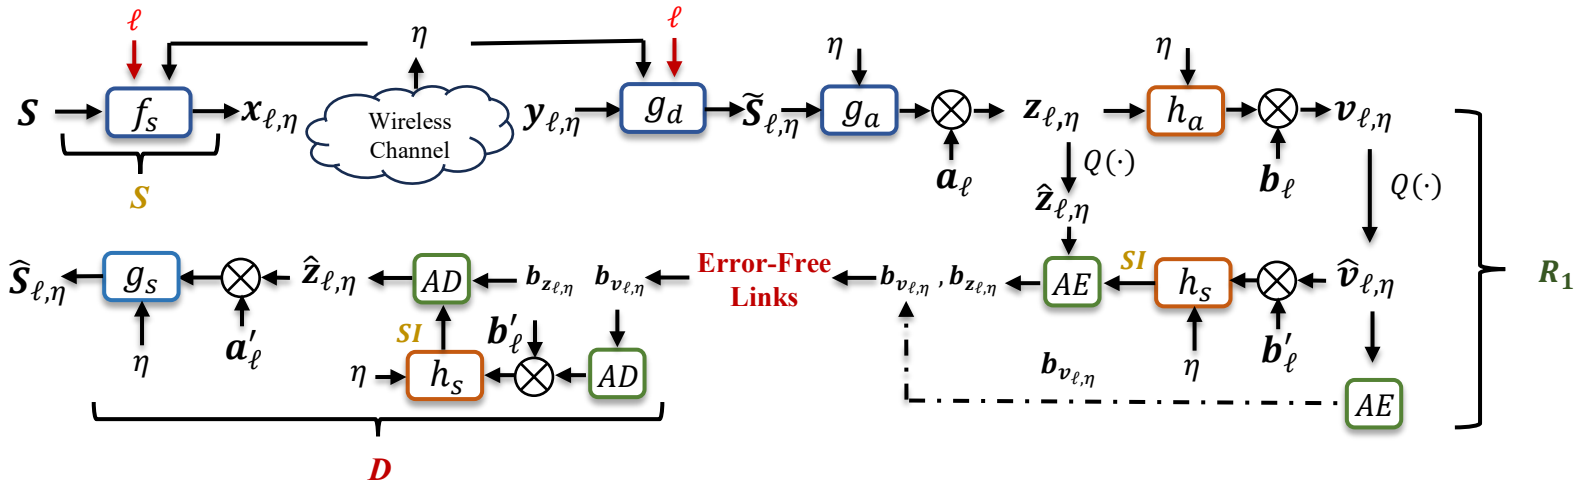 ℓ
η
ℓ
η
η
S
f_s
x_{ℓ,η}
Wireless
Channel
y_{ℓ,η}
g_d
S̃_{ℓ,η}
g_a
z_{ℓ,η}
h_a
v_{ℓ,η}
S
a_ℓ
Q(·)
b_ℓ
Q(·)
ẑ_{ℓ,η}
Ŝ_{ℓ,η}
g_s
ẑ_{ℓ,η}
AD
b_{z_{ℓ,η}}
b_{v_{ℓ,η}}
Error-Free
Links
b_{v_{ℓ,η}}, b_{z_{ℓ,η}}
AE
SI
h_s
v̂_{ℓ,η}
R_1
η
a′_ℓ
SI
b′_ℓ
η
h_s
AD
b_{v_{ℓ,η}}
η
b′_ℓ
AE
D